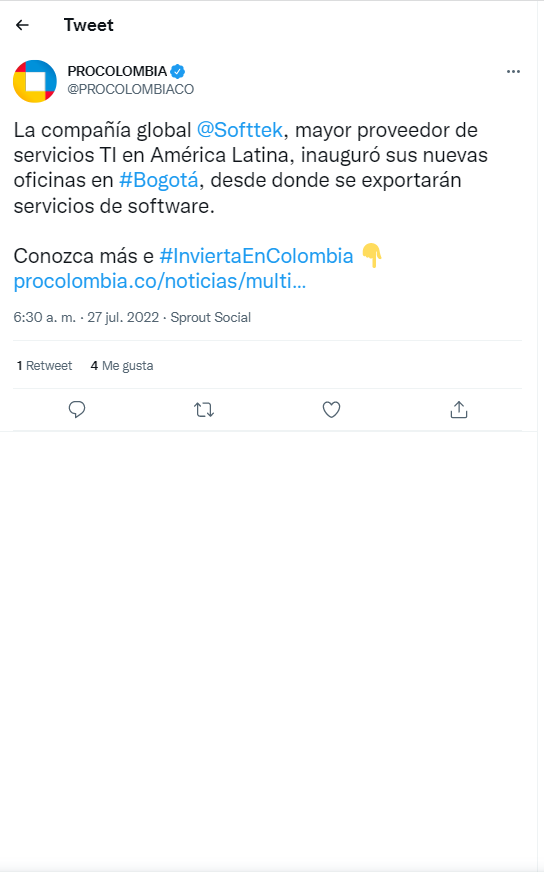 Tweet
PROCOLOMBIA
@PROCOLOMBIACO
La compañía global @Softtek, mayor proveedor de
servicios TI en América Latina, inauguró sus nuevas
oficinas en #Bogotá, desde donde se exportarán
servicios de software.
Conozca más e #InviertaEnColombia 👇
procolombia.co/noticias/multi…
6:30 a. m. · 27 jul. 2022 · Sprout Social
1 Retweet 4 Me gusta